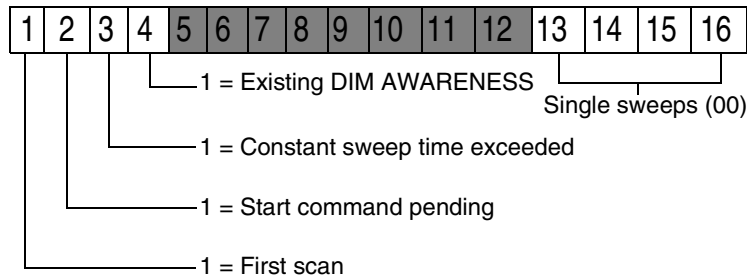 1 2 3 4 5 6 7 8 9 10 11 12 13 14 15 16
1 = Existing DIM AWARENESS
Single sweeps (00)
1 = Constant sweep time exceeded
1 = Start command pending
1 = First scan